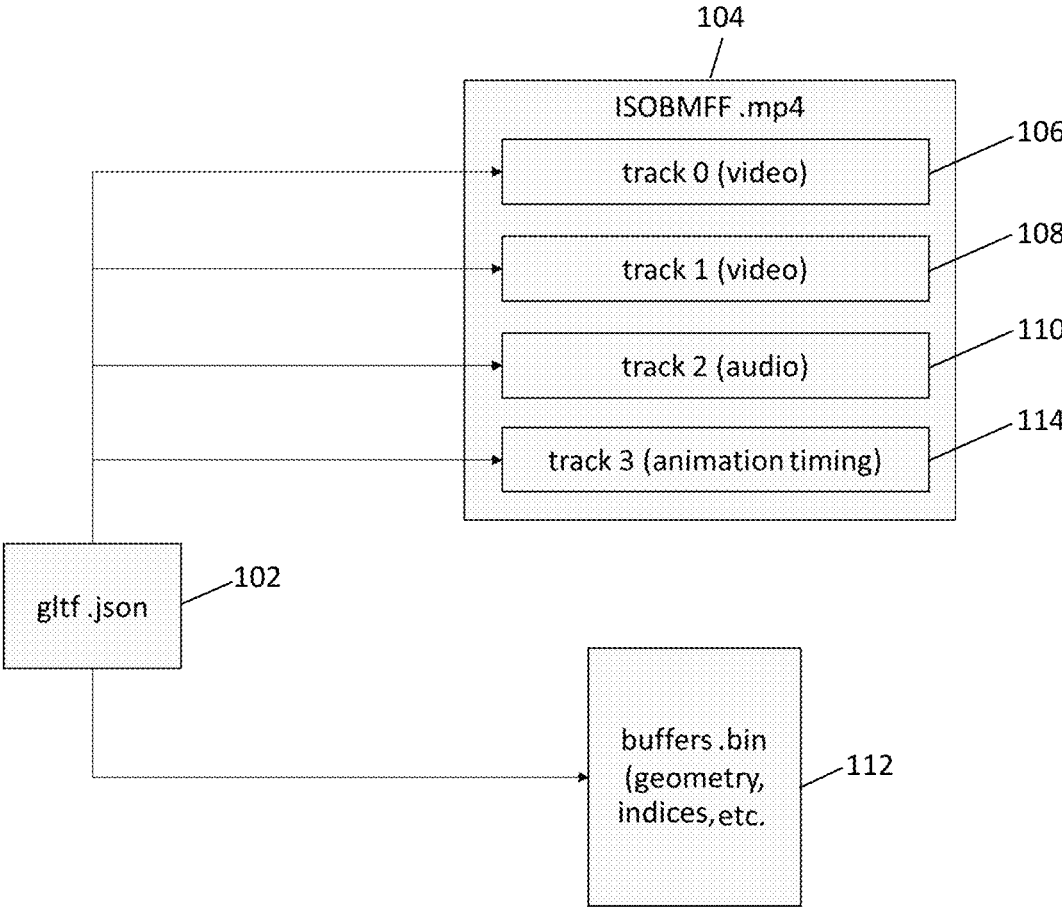 104
ISOBMFF .mp4
106
track 0 (video)
108
track 1 (video)
110
track 2 (audio)
114
track 3 (animation timing)
102
gltf .json
buffers .bin
(geometry,
indices,etc.
112